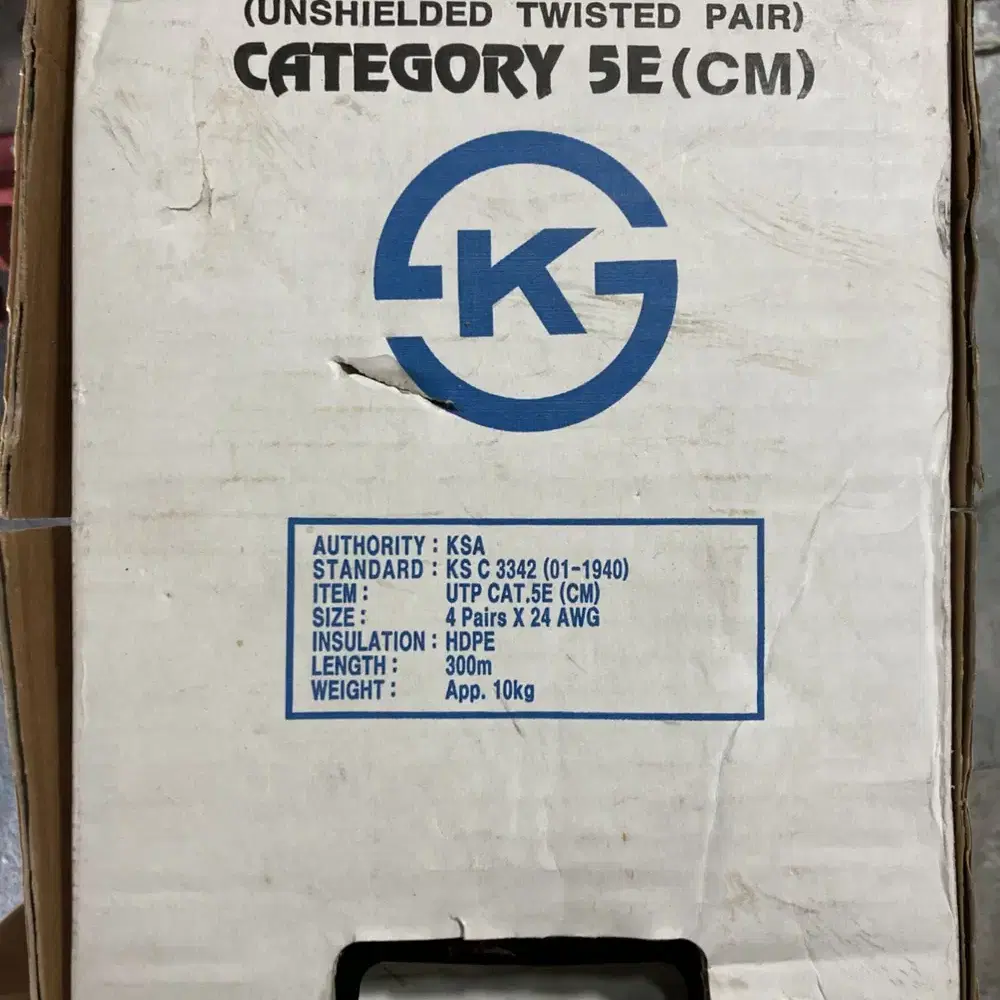 (UNSHIELDED TWISTED PAIR)
CATEGORY 5E(CM)
K
AUTHORITY : KSA
STANDARD : KS C 3342 (01-1940)
ITEM : UTP CAT.5E (CM)
SIZE : 4 Pairs X 24 AWG
INSULATION : HDPE
LENGTH : 300m
WEIGHT : App. 10kg